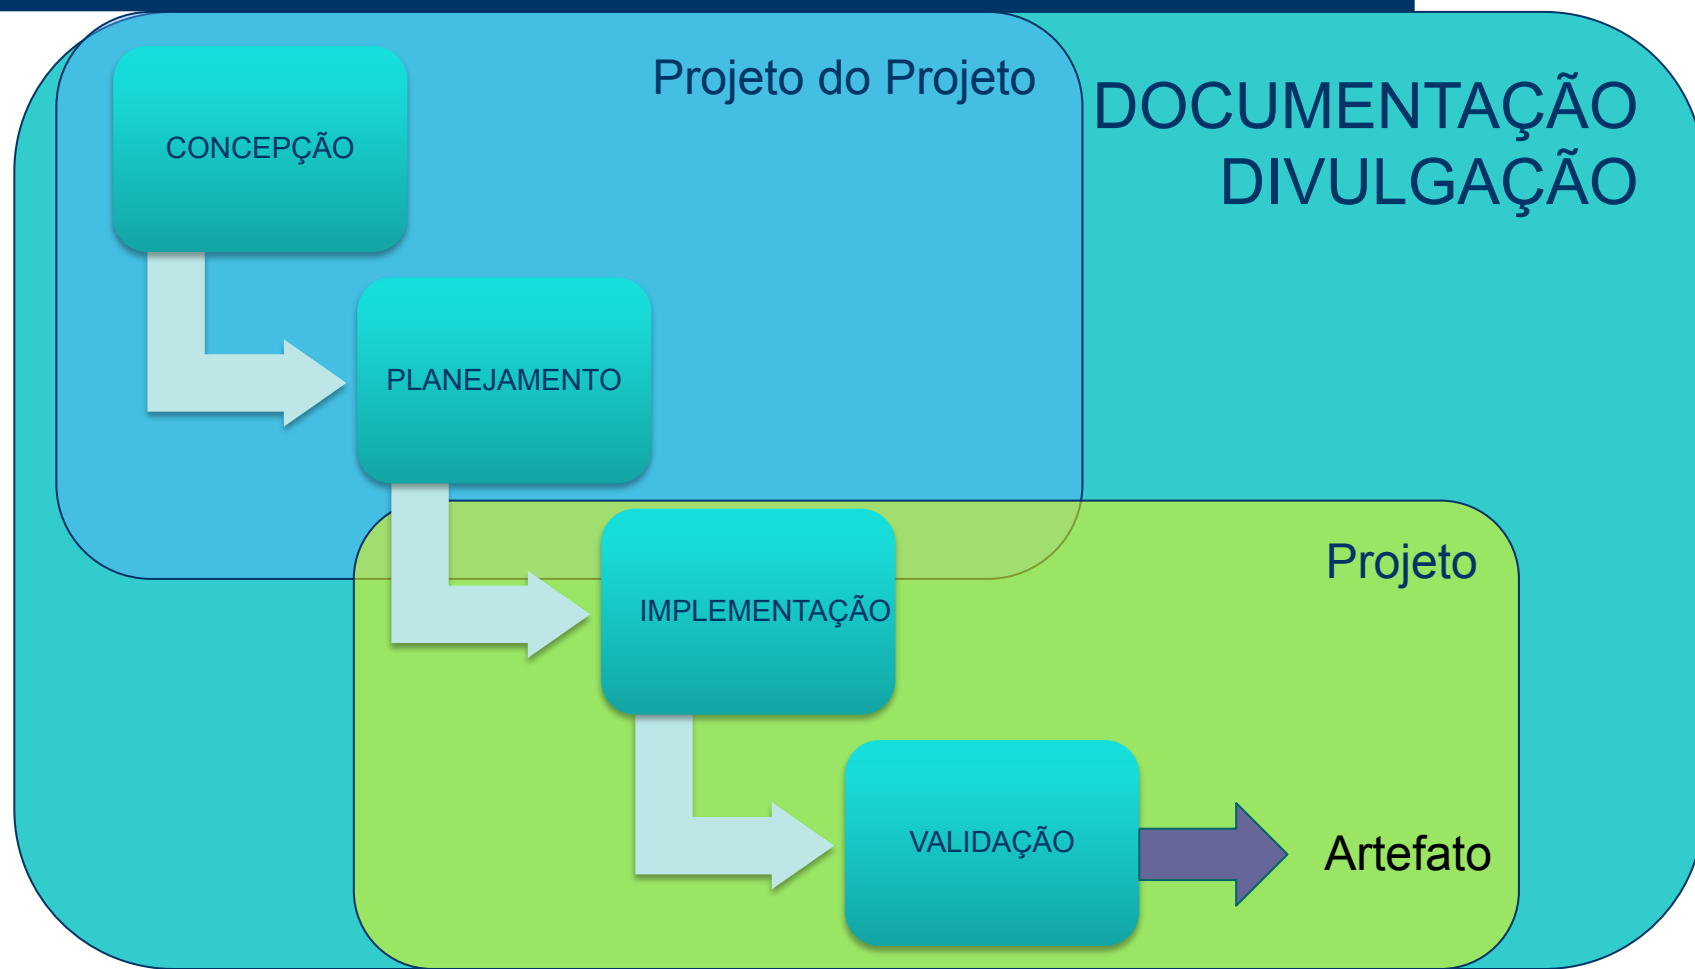 Projeto do Projeto
DOCUMENTAÇÃO
DIVULGAÇÃO
CONCEPÇÃO
PLANEJAMENTO
Projeto
IMPLEMENTAÇÃO
VALIDAÇÃO
Artefato